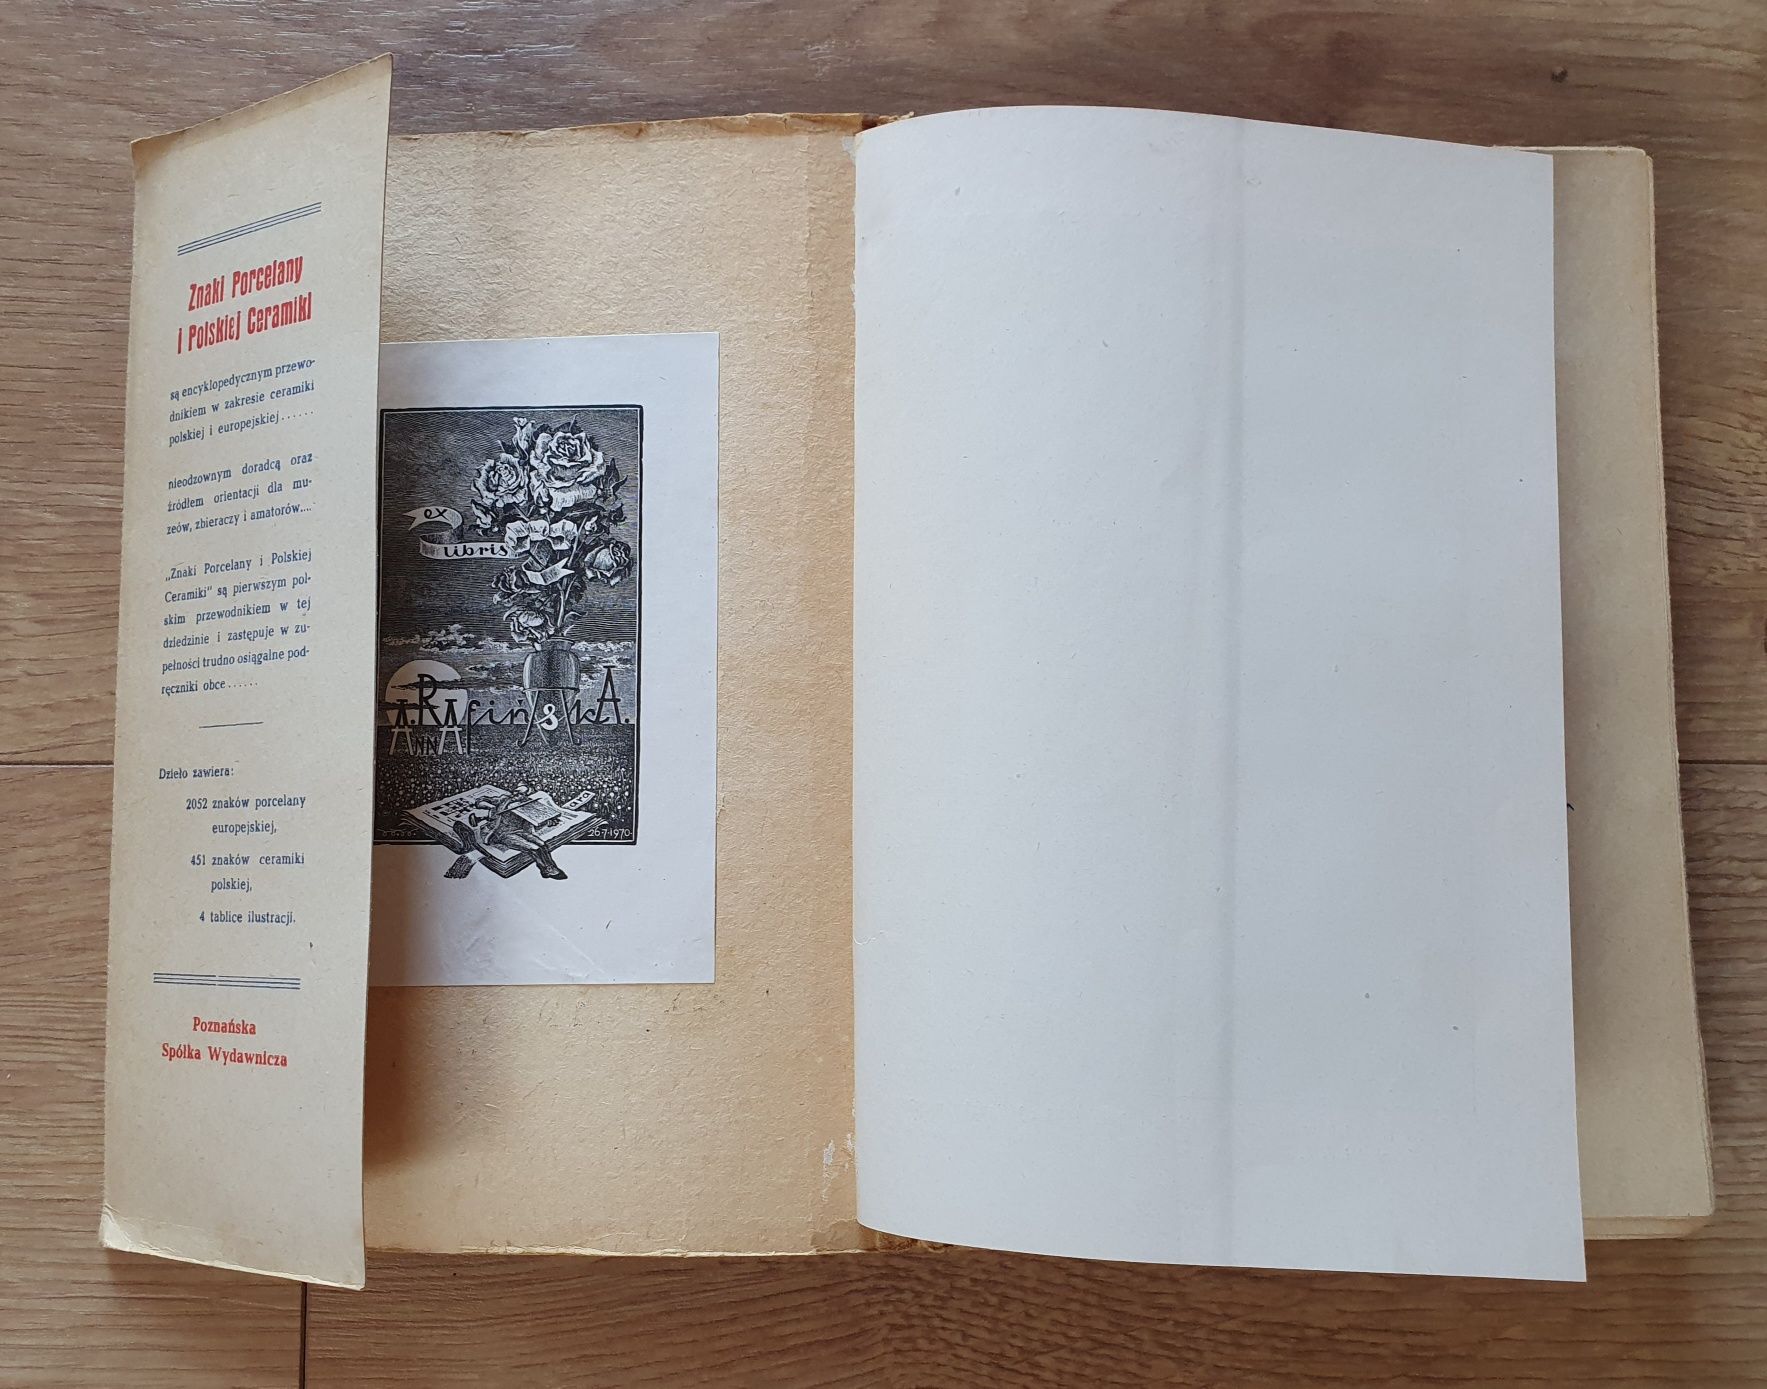 Znaki Porcelany
i Polskiej Ceramiki
są encyklopedycznym przewo-
dnikiem w zakresie ceramiki
polskiej i europejskiej......
nieodzownym doradcą oraz
źródłem orientacji dla mu-
zeów, zbieraczy i amatorów....
„Znaki Porcelany i Polskiej
Ceramiki" są pierwszym pol-
skim przewodnikiem w tej
dziedzinie i zastępuje w zu-
pełności trudno osiągalne pod-
ręczniki obce......
Dzieło zawiera:
2052 znaków porcelany
europejskiej,
451 znaków ceramiki
polskiej,
4 tablice ilustracji.
Poznańska
Spółka Wydawnicza
ex
libris
A.RAfińskA.
ANNA
26·7·1970·